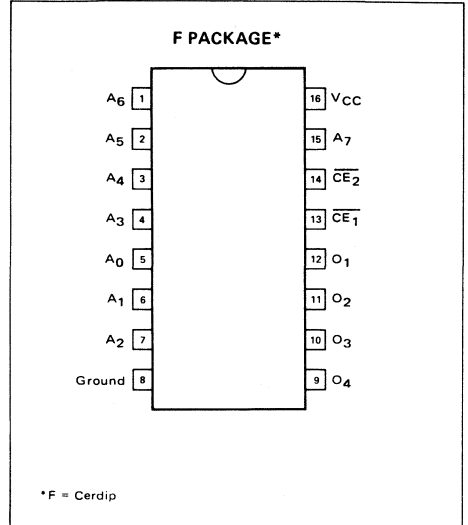 F PACKAGE*
A6 1 16 VCC
A5 2 15 A7
A4 3 14 CE2
A3 4 13 CE1
A0 5 12 O1
A1 6 11 O2
A2 7 10 O3
Ground 8 9 O4
*F = Cerdip